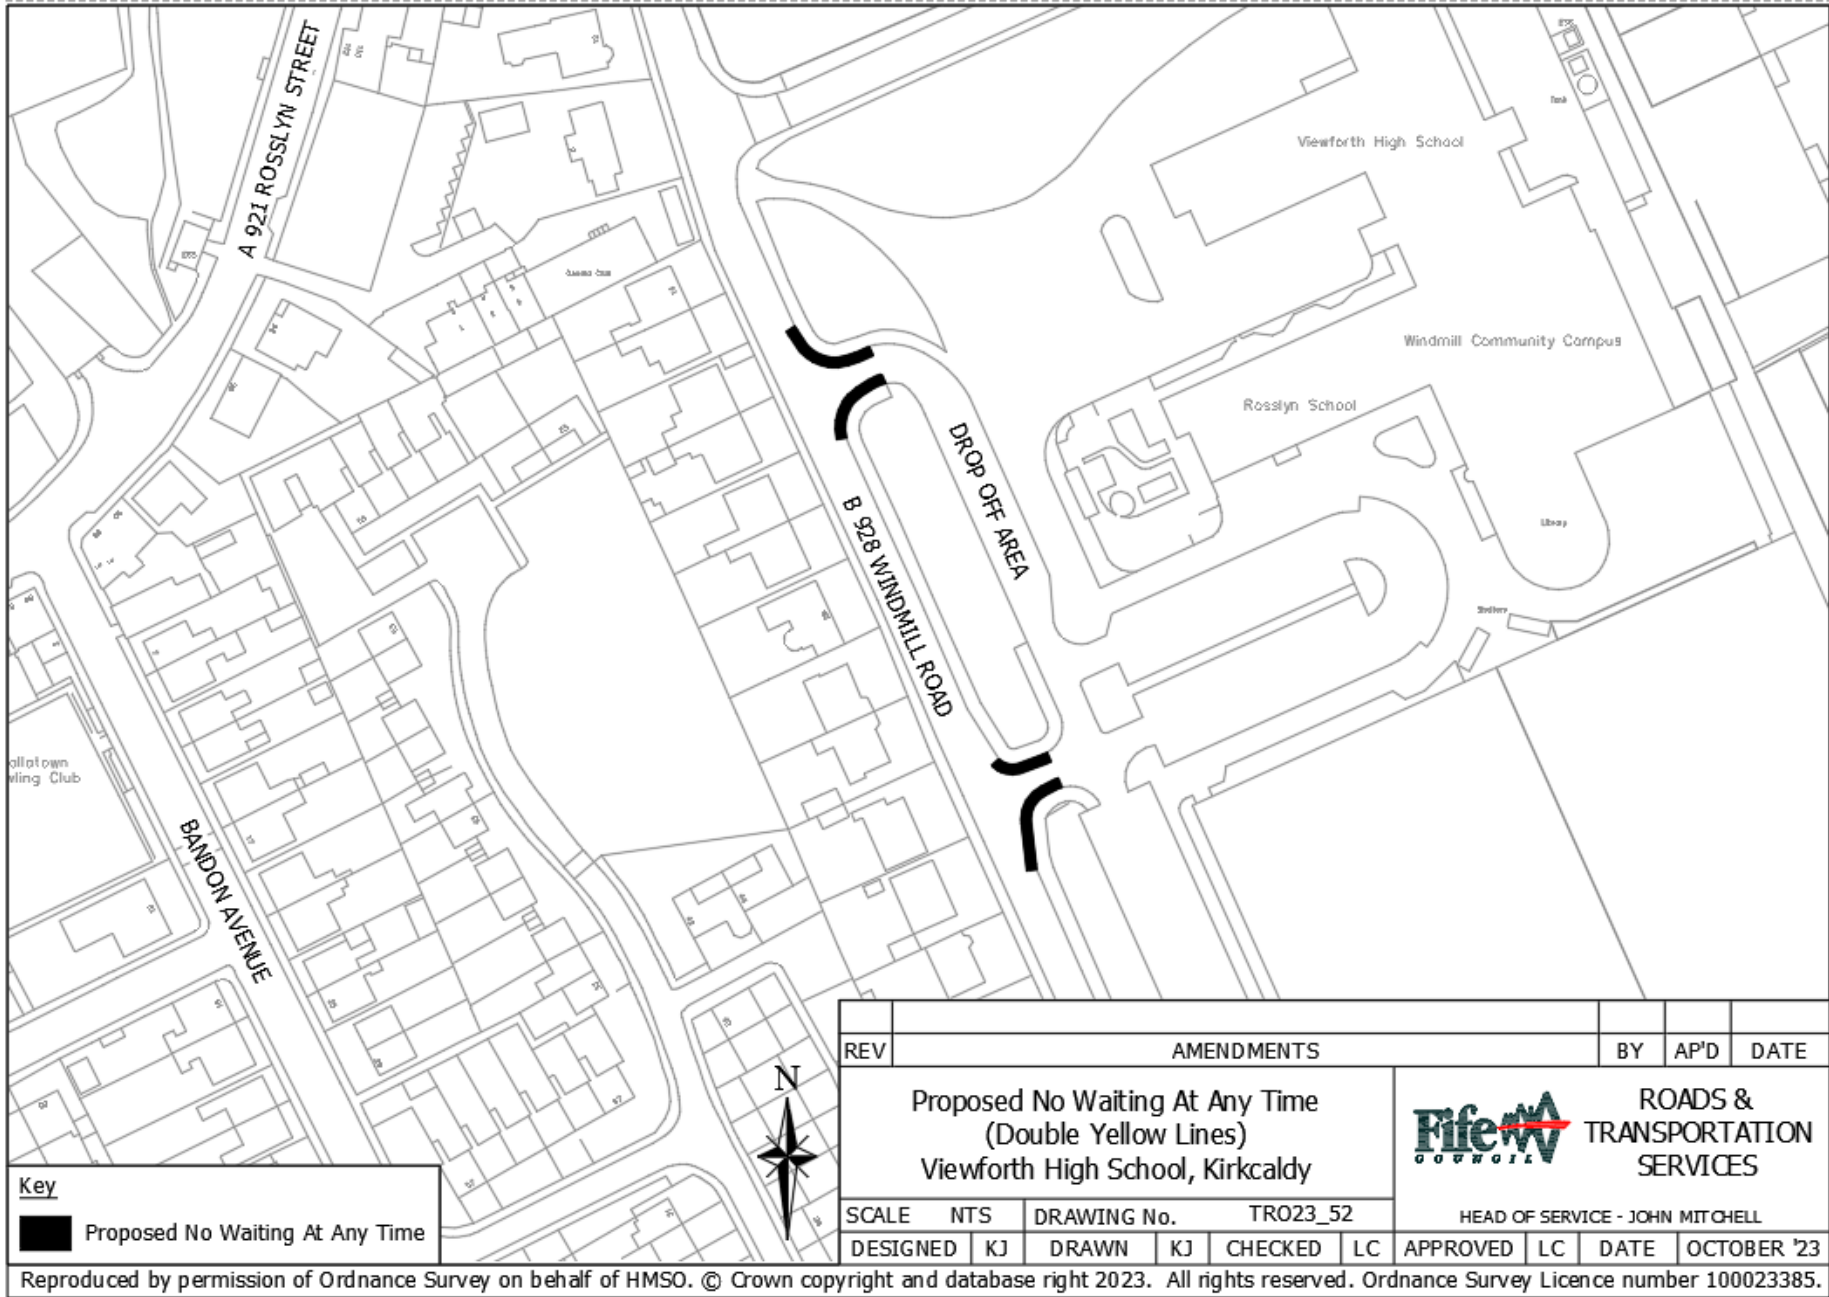 A 921 ROSSLYN STREET
Viewforth High School
Windmill Community Campus
Rosslyn School
Library
Shelters
DROP OFF AREA
B 928 WINDMILL ROAD
BANDON AVENUE
allatown
wling Club
N
Key
Proposed No Waiting At Any Time
REV AMENDMENTS BY AP'D DATE
Proposed No Waiting At Any Time
(Double Yellow Lines)
Viewforth High School, Kirkcaldy
Fife
COUNCIL
ROADS &
TRANSPORTATION
SERVICES
HEAD OF SERVICE - JOHN MITCHELL
SCALE NTS DRAWING No. TRO23_52
DESIGNED KJ DRAWN KJ CHECKED LC APPROVED LC DATE OCTOBER '23
Reproduced by permission of Ordnance Survey on behalf of HMSO. © Crown copyright and database right 2023. All rights reserved. Ordnance Survey Licence number 100023385.